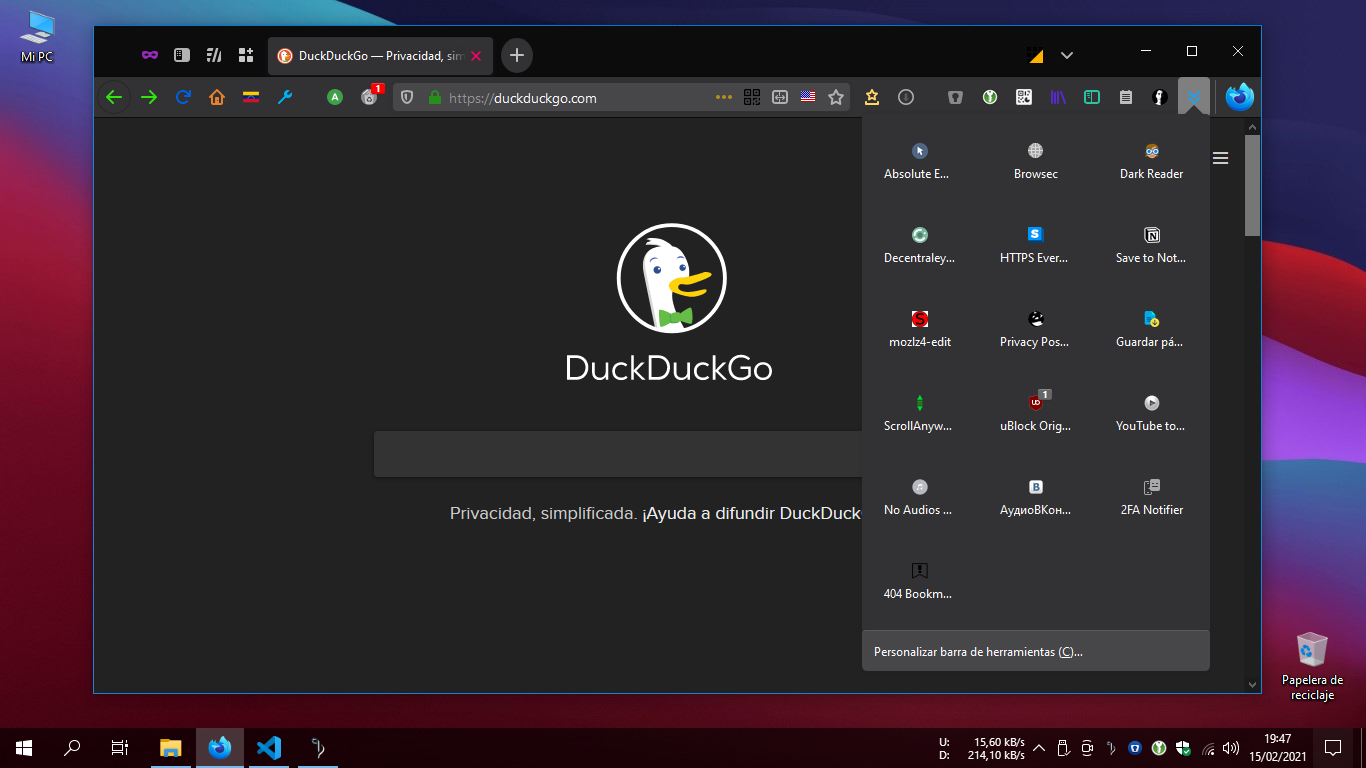 Mi PC
DuckDuckGo — Privacidad, sim
A
1
https://duckduckgo.com
Absolute E...
Browsec
Dark Reader
Decentraley...
HTTPS Ever...
Save to Not...
mozlz4-edit
Privacy Pos...
Guardar pá...
ScrollAnyw...
1
uBlock Orig...
YouTube to...
No Audios ...
АудиоВКон...
2FA Notifier
404 Bookm...
Personalizar barra de herramientas (C)...
DuckDuckGo
Privacidad, simplificada. ¡Ayuda a difundir DuckDuck
Papelera de
reciclaje
U: 15,60 kB/s
D: 214,10 kB/s
19:47
15/02/2021